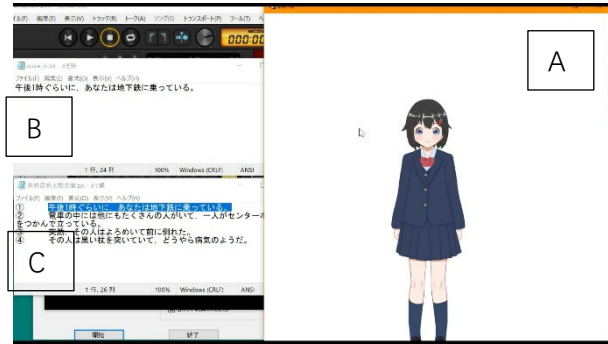 ファイル(F) 編集(E) 表示(V) トラック(R) トーク(A) ソング(S) トランスポート(P) ツール(T)
000:0
ファイル(F) 編集(E) 書式(O) 表示(V) ヘルプ(H)
午後1時ぐらいに、あなたは地下鉄に乗っている。
1 行、24 列 100% Windows (CRLF) ANSI
ファイル(F) 編集(E) 書式(O) 表示(V) ヘルプ(H)
① 午後1時ぐらいに、あなたは地下鉄に乗っている。
② 電車の中には他にもたくさんの人がいて、一人がセンターポ
をつかんで立っている。
③ 突然、その人はよろめいて前に倒れた。
④ その人は黒い杖を突いていて、どうやら病気のようだ。
1 行、26 列 100% Windows (CRLF) ANSI
開始 終了
A
B
C